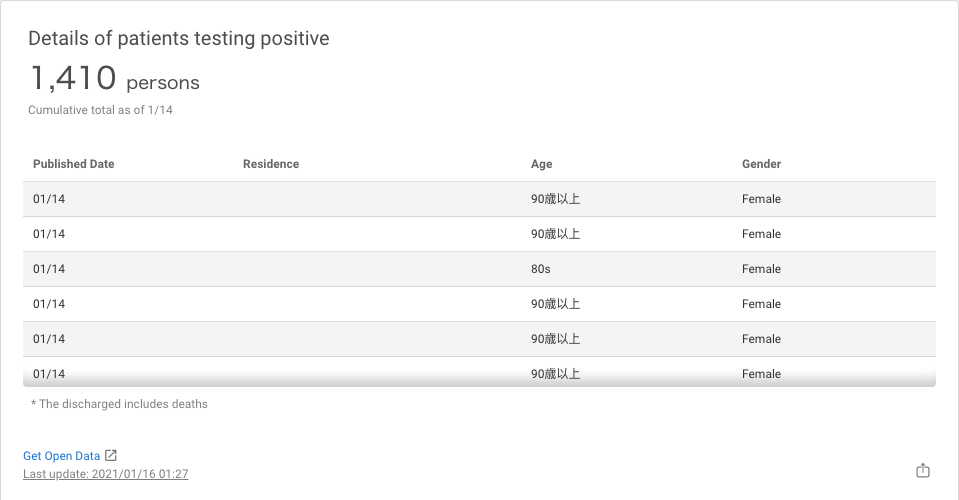 Details of patients testing positive
1,410 persons
Cumulative total as of 1/14
Published Date Residence Age Gender
01/14 90歳以上 Female
01/14 90歳以上 Female
01/14 80s Female
01/14 90歳以上 Female
01/14 90歳以上 Female
01/14 90歳以上 Female
* The discharged includes deaths
Get Open Data
Last update: 2021/01/16 01:27